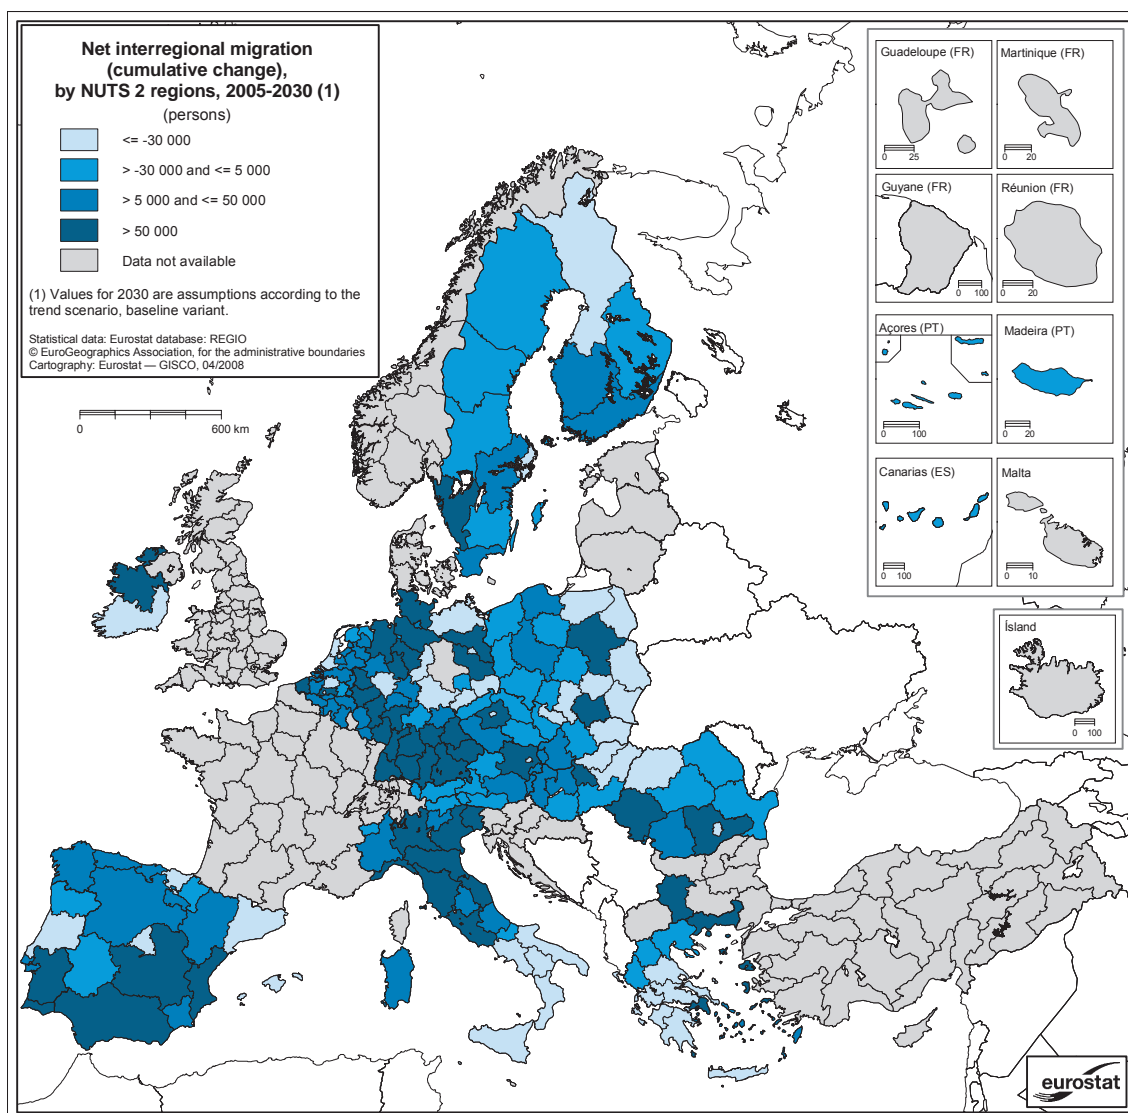 Net interregional migration
(cumulative change),
by NUTS 2 regions, 2005-2030 (1)
(persons)
<= -30 000
> -30 000 and <= 5 000
> 5 000 and <= 50 000
> 50 000
Data not available
(1) Values for 2030 are assumptions according to the
trend scenario, baseline variant.
Statistical data: Eurostat database: REGIO
© EuroGeographics Association, for the administrative boundaries
Cartography: Eurostat — GISCO, 04/2008
0 600 km
Guadeloupe (FR)
0 25
Martinique (FR)
0 20
Guyane (FR)
0 100
Réunion (FR)
0 20
Açores (PT)
0 100
Madeira (PT)
0 20
Canarias (ES)
0 100
Malta
0 10
Ísland
0 100
eurostat